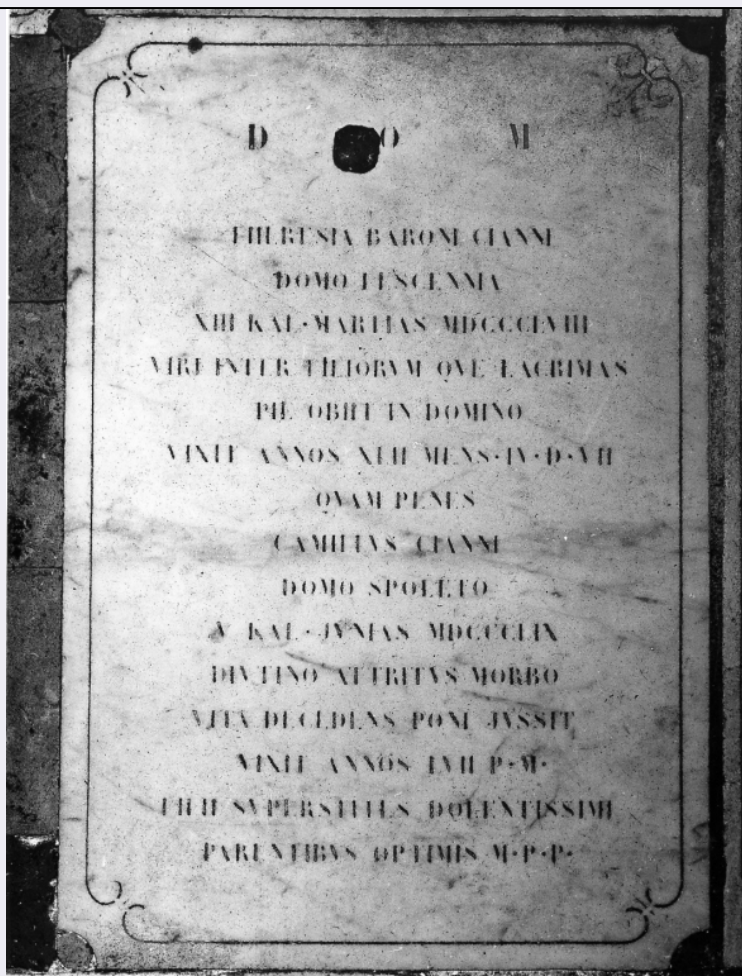 D O M
THERESIA BARONI CIANNI
DOMO FESCENNIA
XIII KAL·MARTIAS MDCCCLVIII
VIRI INTER FILIORVM QVE LACRIMAS
PIE OBIIT IN DOMINO
VIXIT ANNOS XLII MENS·IV·D·VII
QVAM PENES
CAMILLVS CIANNI
DOMO SPOLETO
V KAL·JVNIAS MDCCCLIX
DIVTINO ATTRITVS MORBO
VITA DECEDENS PONI JVSSIT
VIXIT ANNOS LVII P·M·
FILII SVPERSTITES DOLENTISSIMI
PARENTIBVS OPTIMIS M·P·P·